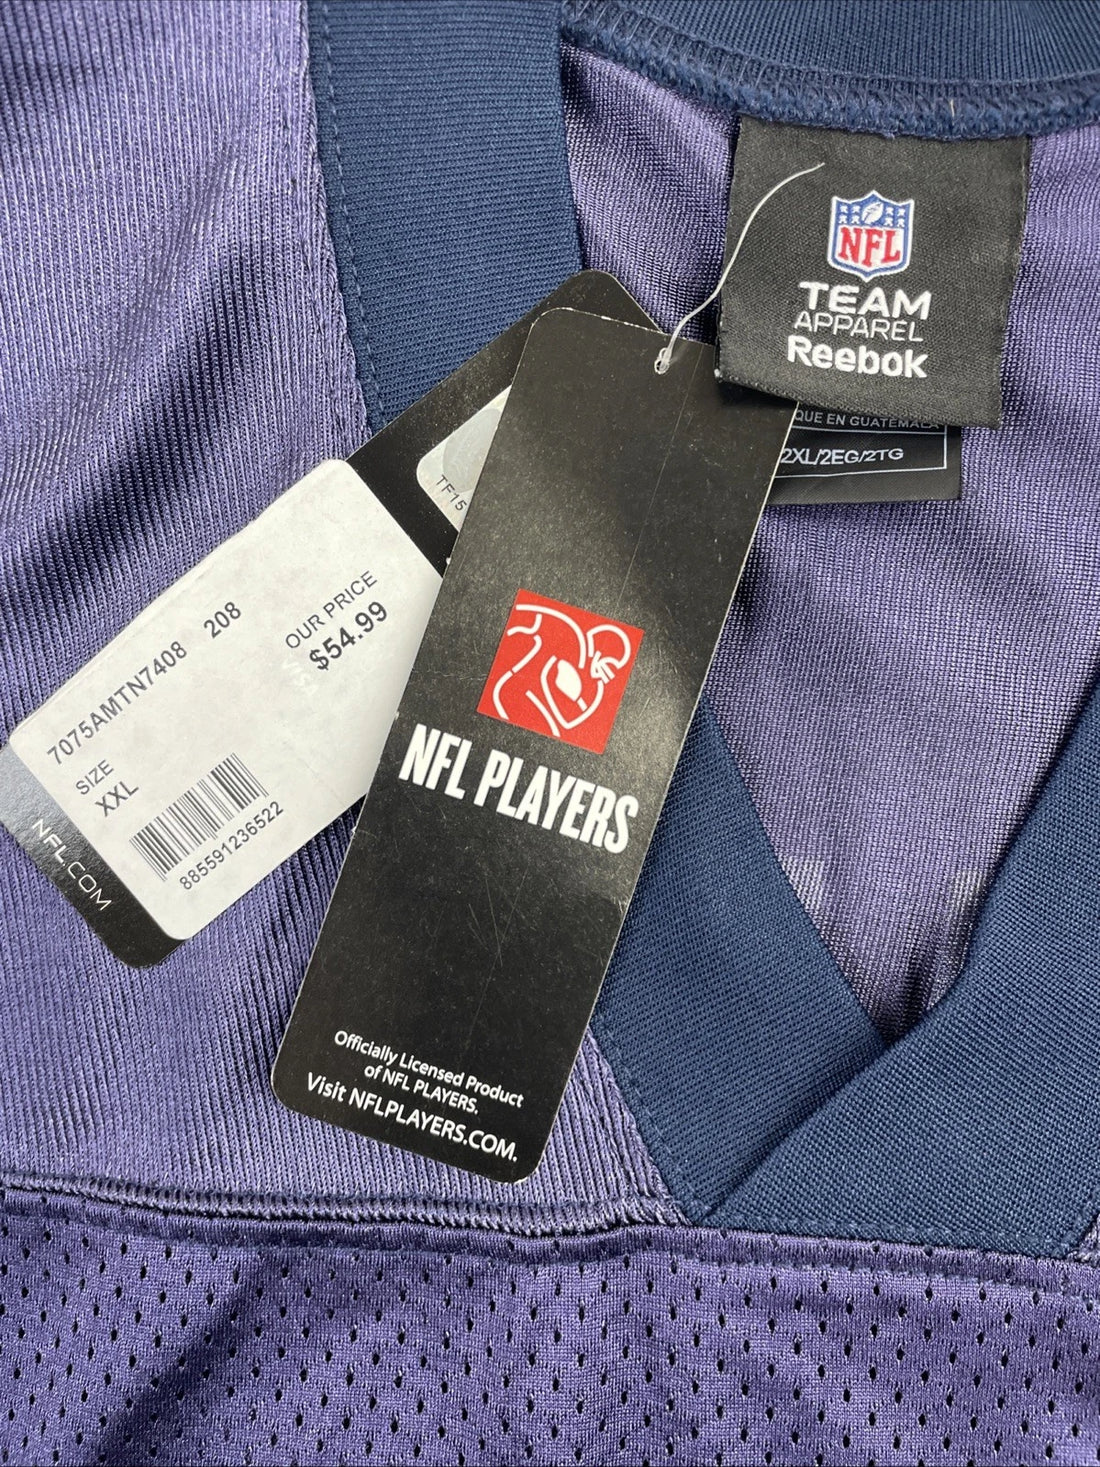 NFL
TEAM
APPAREL
Reebok
QUE EN GUATEMALA
2XL/2EG/2TG
TF15
7075AMTN7408 208
OUR PRICE
$54.99
VISA
SIZE
XXL
885591236522
NFL.COM
NFL PLAYERS
Officially Licensed Product
of NFL PLAYERS.
Visit NFLPLAYERS.COM.